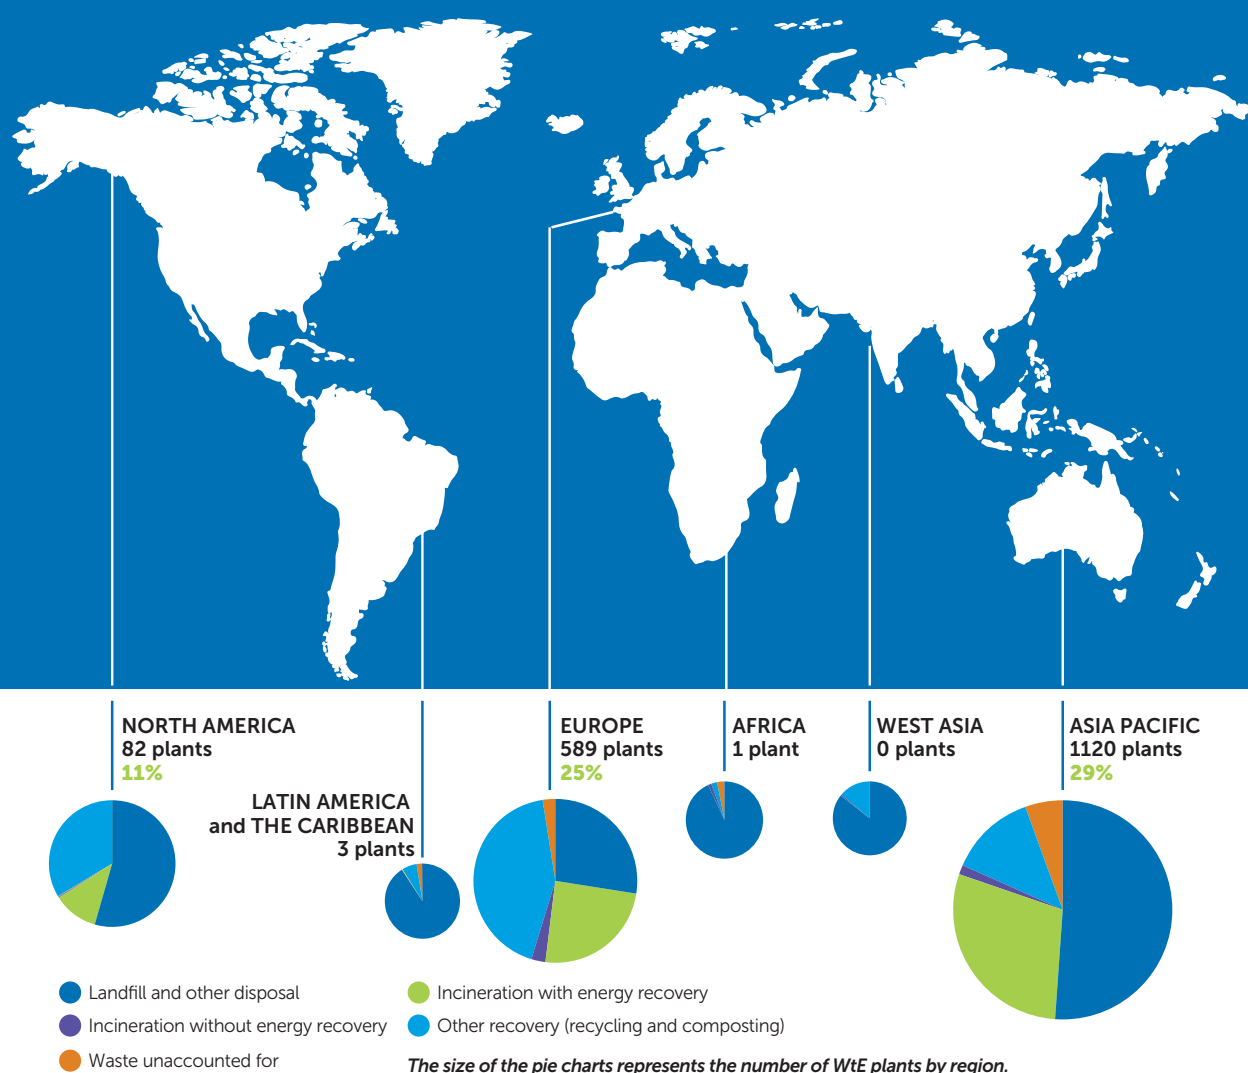 NORTH AMERICA
82 plants
11%
LATIN AMERICA
and THE CARIBBEAN
3 plants
EUROPE
589 plants
25%
AFRICA
1 plant
WEST ASIA
0 plants
ASIA PACIFIC
1120 plants
29%
Landfill and other disposal
Incineration with energy recovery
Incineration without energy recovery
Other recovery (recycling and composting)
Waste unaccounted for
The size of the pie charts represents the number of WtE plants by region.